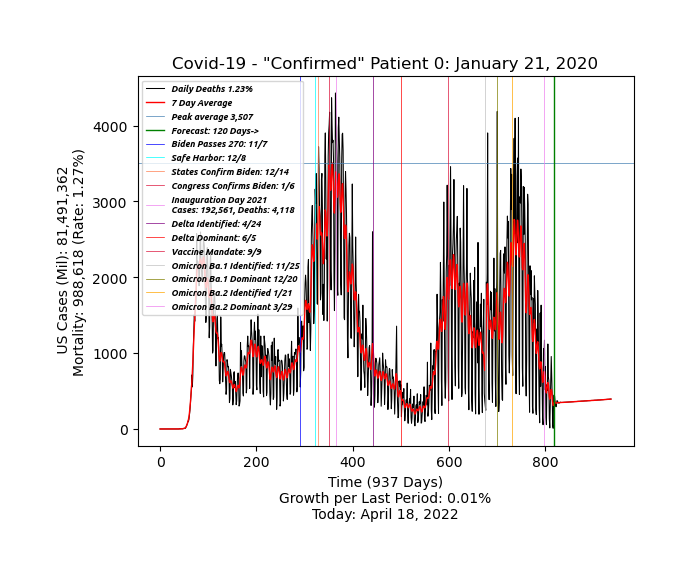 Covid-19 - "Confirmed" Patient 0: January 21, 2020
Daily Deaths 1.23%
7 Day Average
Peak average 3,507
Forecast: 120 Days->
Biden Passes 270: 11/7
Safe Harbor: 12/8
States Confirm Biden: 12/14
Congress Confirms Biden: 1/6
Inauguration Day 2021
Cases: 192,561, Deaths: 4,118
Delta Identified: 4/24
Delta Dominant: 6/5
Vaccine Mandate: 9/9
Omicron Ba.1 Identified: 11/25
Omicron Ba.1 Dominant 12/20
Omicron Ba.2 Identified 1/21
Omicron Ba.2 Dominant 3/29
US Cases (Mil): 81,491,362
Mortality: 988,618 (Rate: 1.27%)
4000
3000
2000
1000
0
0 200 400 600 800
Time (937 Days)
Growth per Last Period: 0.01%
Today: April 18, 2022